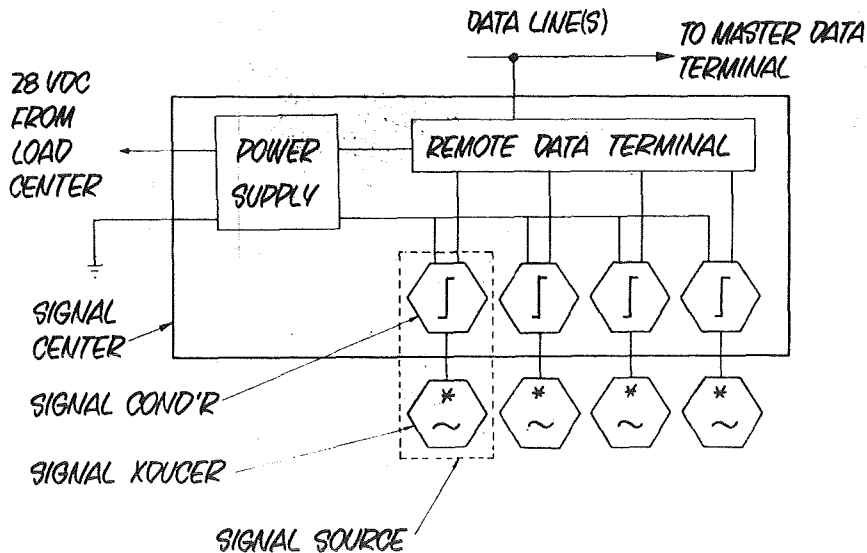 DATA LINE(S)
TO MASTER DATA
TERMINAL
28 VDC
FROM
LOAD
CENTER
POWER
SUPPLY
REMOTE DATA TERMINAL
SIGNAL
CENTER
SIGNAL COND'R
SIGNAL XDUCER
SIGNAL SOURCE
*
~
*
~
*
~
*
~